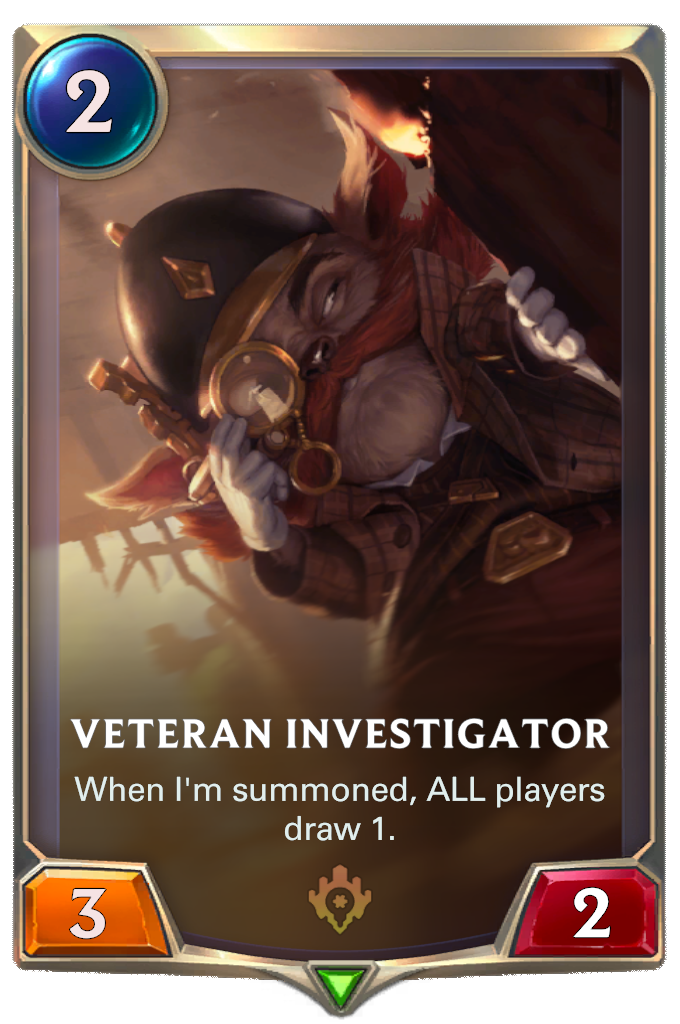 2
VETERAN INVESTIGATOR
When I'm summoned, ALL players
draw 1.
3
2